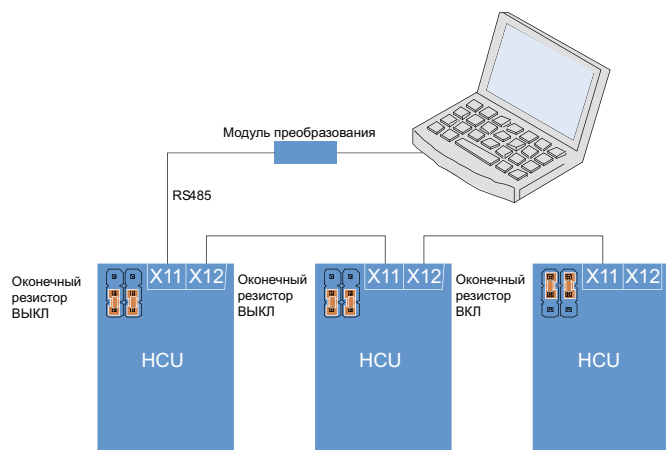 Модуль преобразования
RS485
Оконечный
резистор
ВЫКЛ
X11 X12
HCU
Оконечный
резистор
ВЫКЛ
X11 X12
HCU
Оконечный
резистор
ВКЛ
X11 X12
HCU